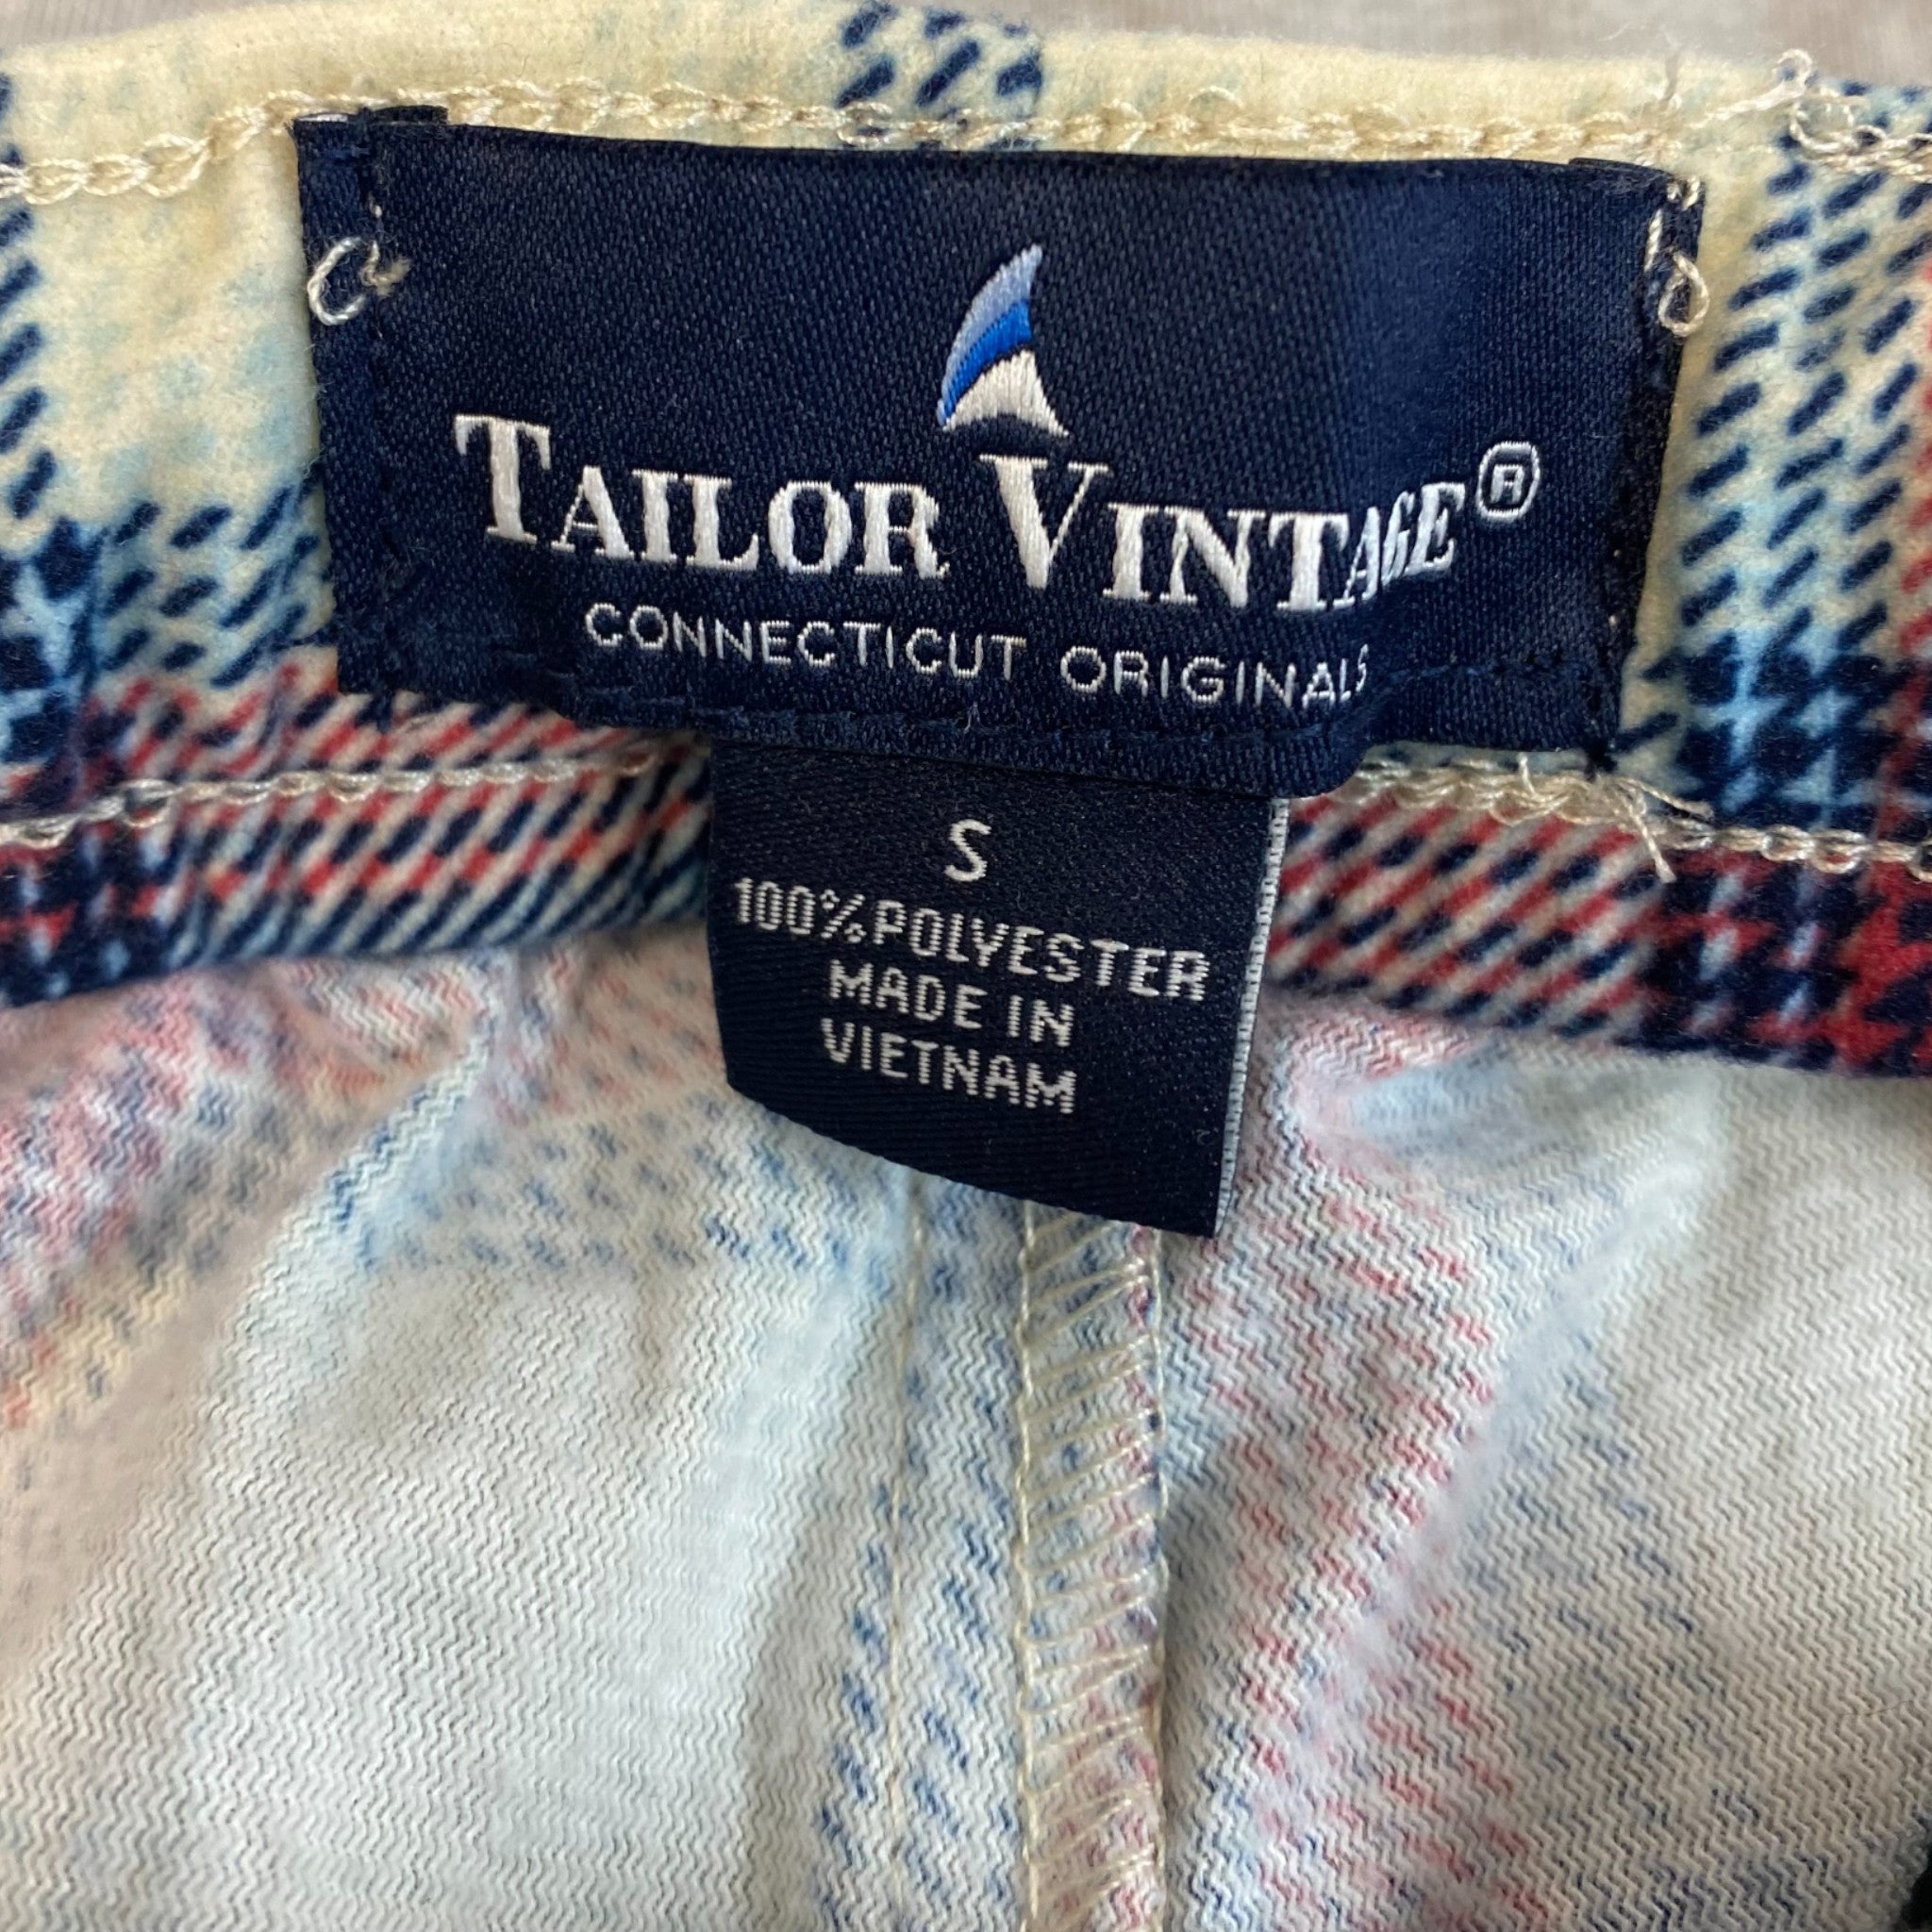 TAILOR VINTAGE®
CONNECTICUT ORIGINALS
S
100%POLYESTER
MADE IN
VIETNAM